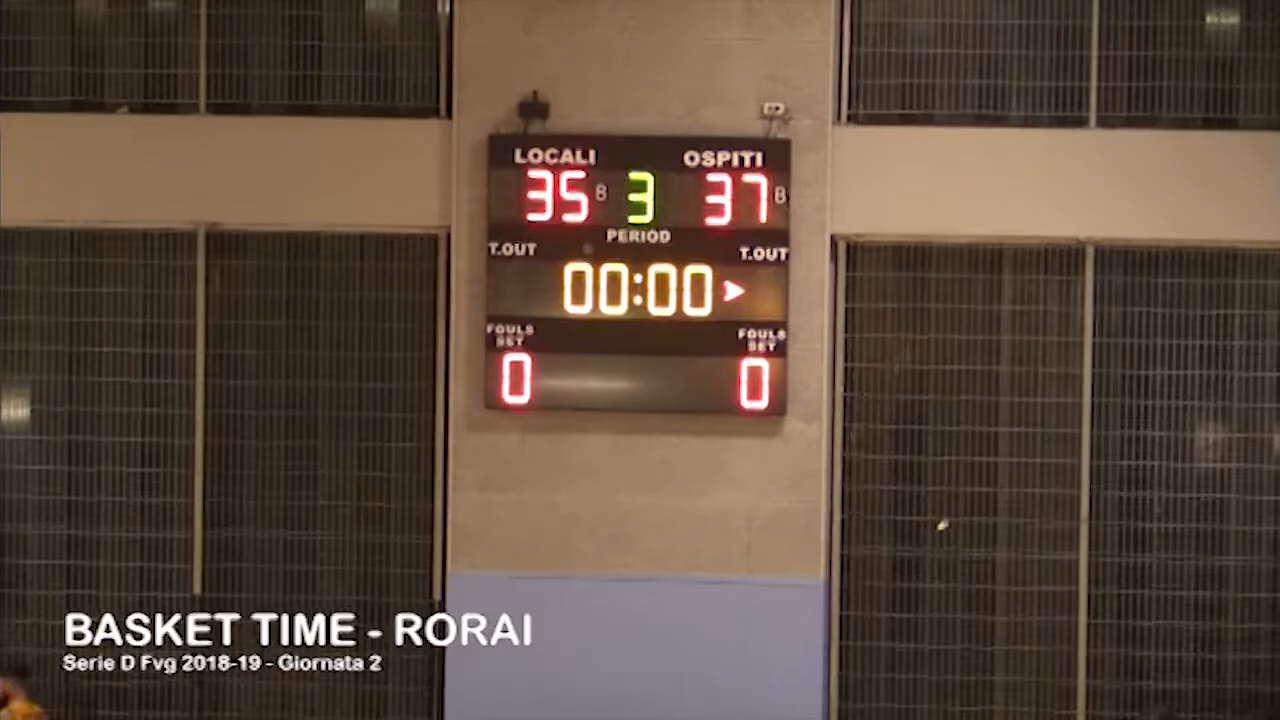 LOCALI OSPITI
35 B 3 37 B
PERIOD
T.OUT T.OUT
00:00
FOULS FOULS
SET SET
0 0
BASKET TIME - RORAI
Serie D Fvg 2018-19 - Giornata 2